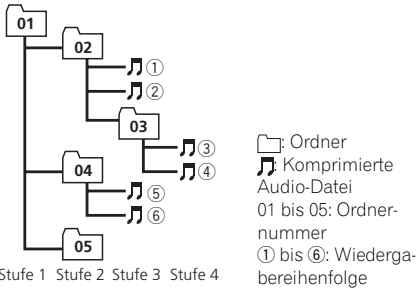 01
02
①
②
03
③
④
04
⑤
⑥
05
Stufe 1 Stufe 2 Stufe 3 Stufe 4
: Ordner
: Komprimierte
Audio-Datei
01 bis 05: Ordner-
nummer
① bis ⑥: Wiederga-
bereihenfolge